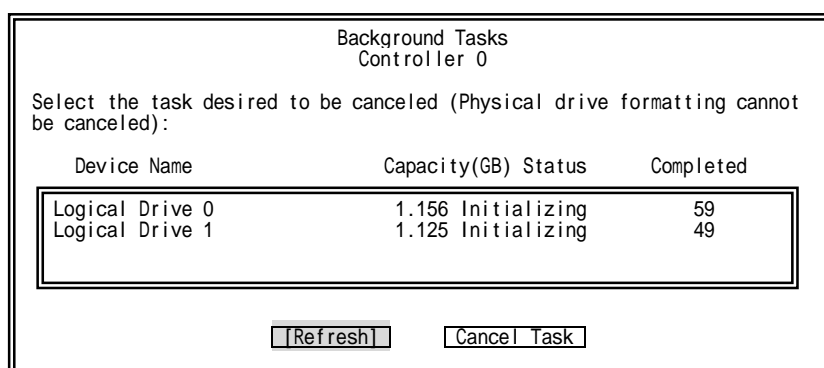 Background Tasks
Controller 0
Select the task desired to be canceled (Physical drive formatting cannot
be canceled):
Device Name Capacity(GB) Status Completed
Logical Drive 0 1.156 Initializing 59
Logical Drive 1 1.125 Initializing 49
[Refresh] Cancel Task